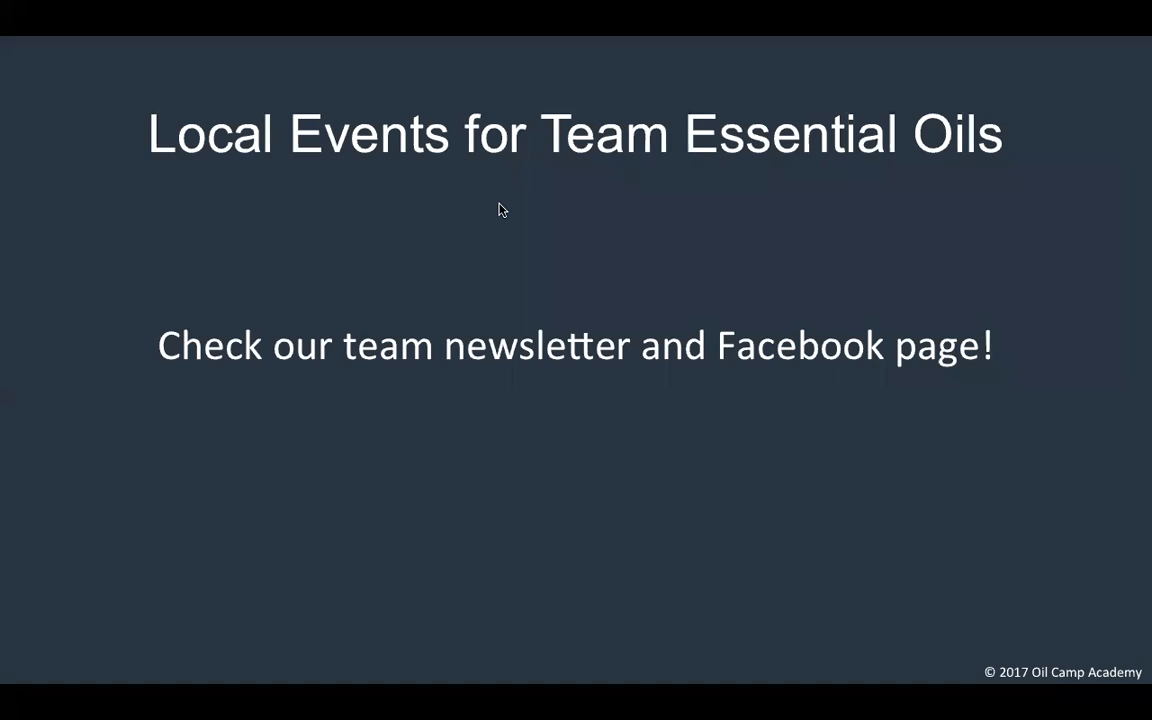 Local Events for Team Essential Oils
Check our team newsletter and Facebook page!
© 2017 Oil Camp Academy